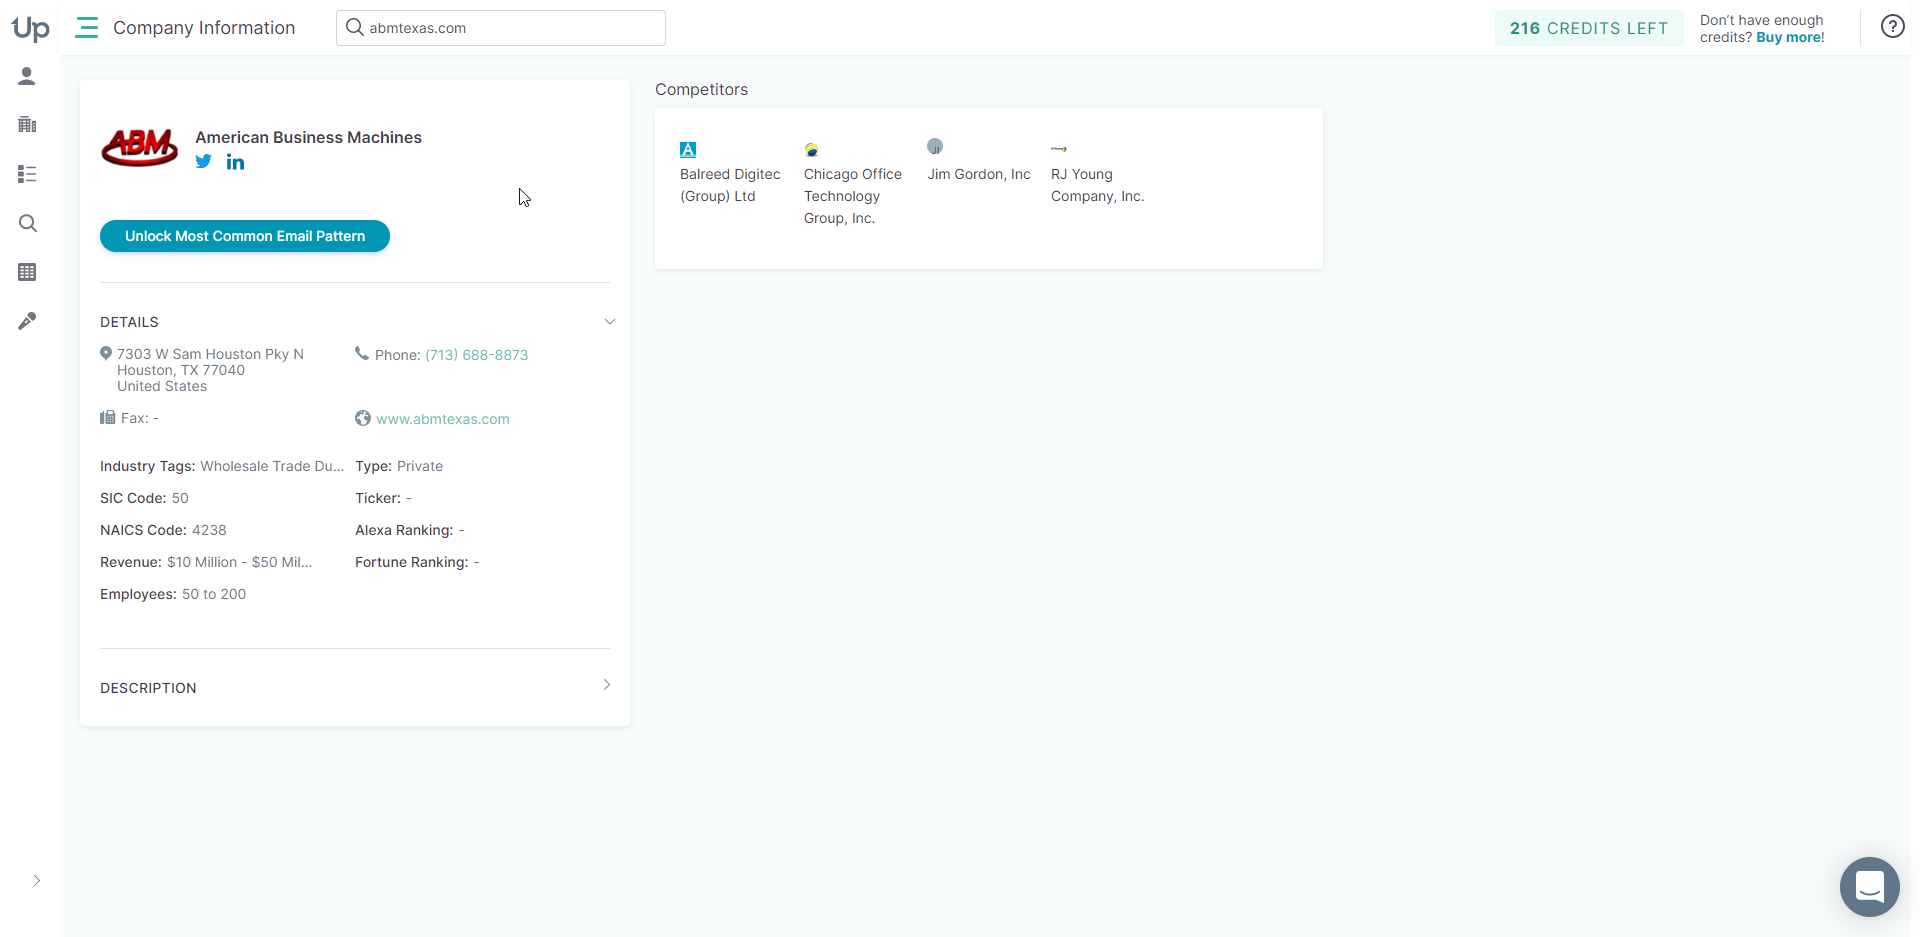 Up
Company Information
abmtexas.com
216 CREDITS LEFT
Don't have enough
credits? Buy more!
?
ABM
American Business Machines
Unlock Most Common Email Pattern
DETAILS
7303 W Sam Houston Pky N
Houston, TX 77040
United States
Phone: (713) 688-8873
Fax: -
www.abmtexas.com
Industry Tags: Wholesale Trade Du...
Type: Private
SIC Code: 50
Ticker: -
NAICS Code: 4238
Alexa Ranking: -
Revenue: $10 Million - $50 Mil...
Fortune Ranking: -
Employees: 50 to 200
DESCRIPTION
Competitors
A
Balreed Digitec
(Group) Ltd
Chicago Office
Technology
Group, Inc.
Jim Gordon, Inc
RJ Young
Company, Inc.